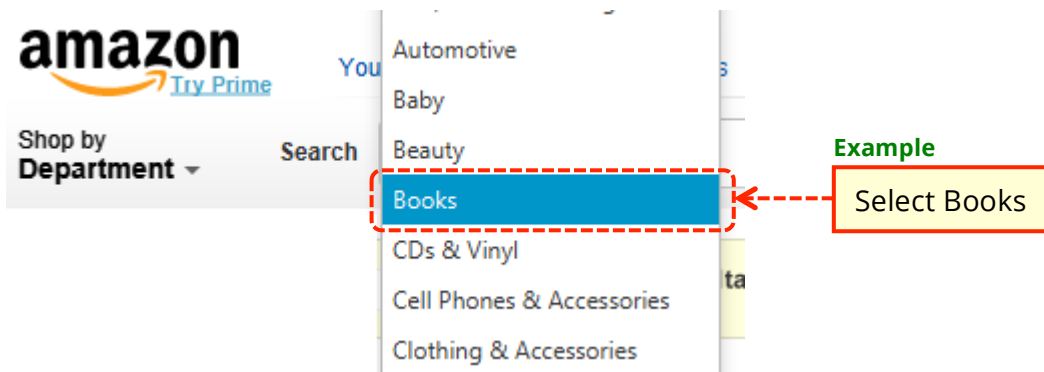 amazon
Try Prime
You
Shop by
Department
Search
Automotive
Baby
Beauty
Books
CDs & Vinyl
Cell Phones & Accessories
Clothing & Accessories
Example
Select Books